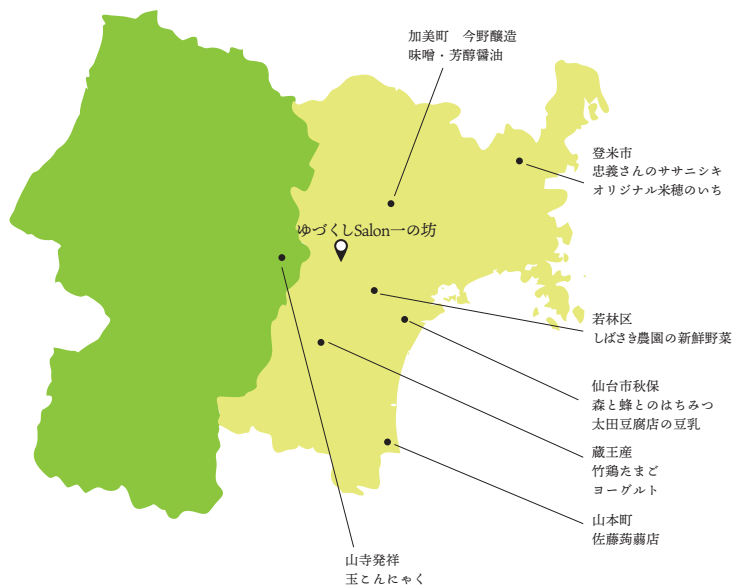 加美町　今野醸造
味噌・芳醇醤油
登米市
忠義さんのササニシキ
オリジナル米穂のいち
ゆづくしSalon一の坊
若林区
しばさき農園の新鮮野菜
仙台市秋保
森と蜂とのはちみつ
太田豆腐店の豆乳
蔵王産
竹鶏たまご
ヨーグルト
山本町
佐藤蒟蒻店
山寺発祥
玉こんにゃく